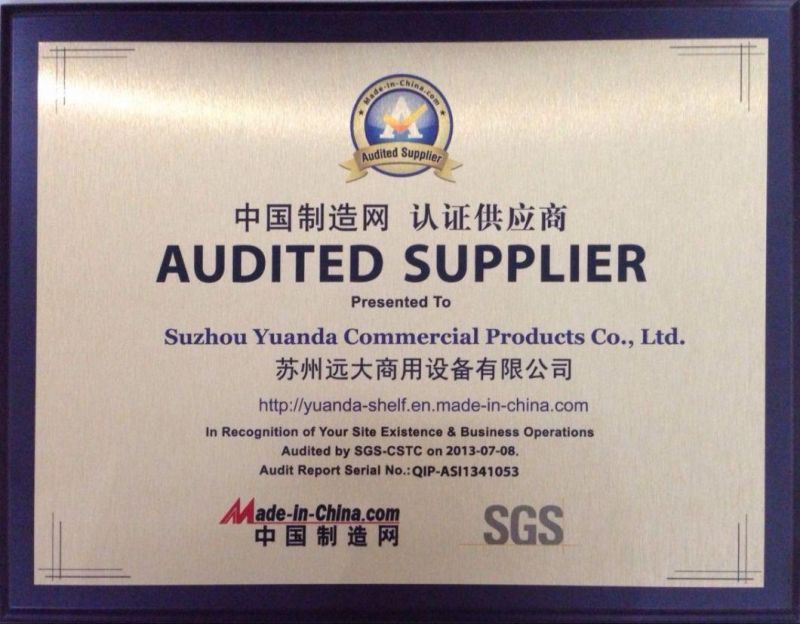 Made-in-China.com
Audited Supplier
中国制造网 认证供应商
AUDITED SUPPLIER
Presented To
Suzhou Yuanda Commercial Products Co., Ltd.
苏州远大商用设备有限公司
http://yuanda-shelf.en.made-in-china.com
In Recognition of Your Site Existence & Business Operations
Audited by SGS-CSTC on 2013-07-08.
Audit Report Serial No.: QIP-ASI1341053
Made-in-China.com
中国制造网
SGS